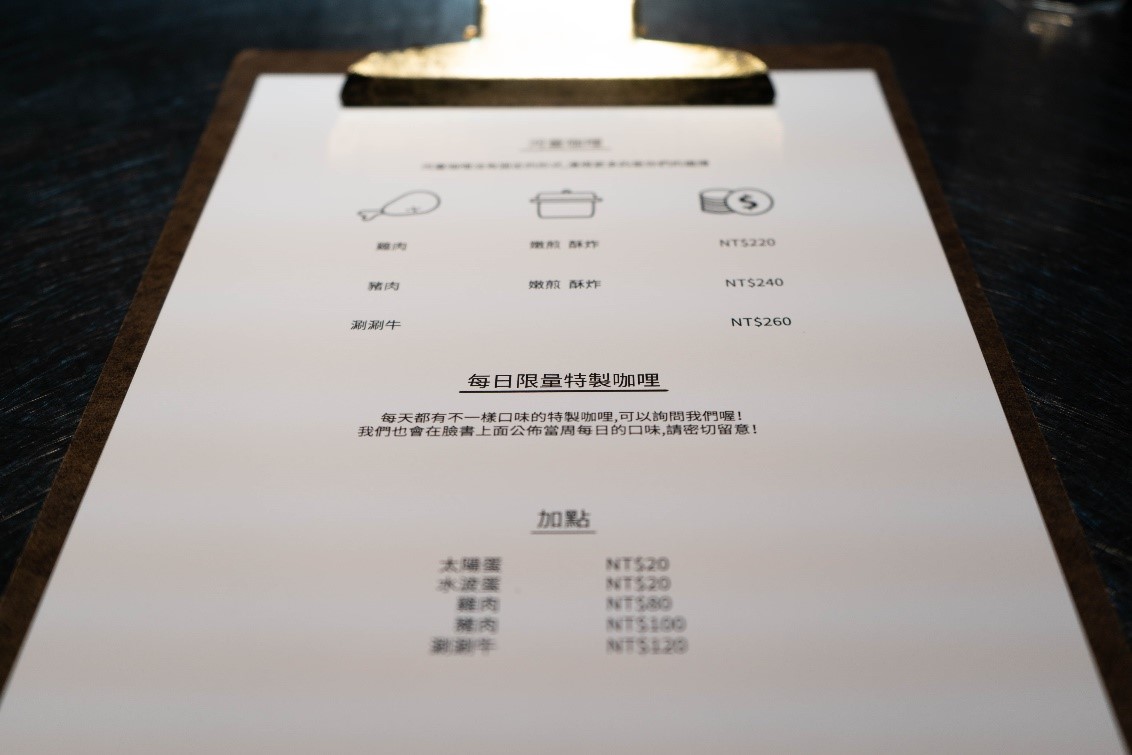 咖哩
雞肉 嫩煎 酥炸 NT$220
豬肉 嫩煎 酥炸 NT$240
涮涮牛 NT$260
每日限量特製咖哩
每天都有不一樣口味的特製咖哩,可以詢問我們喔!
我們也會在臉書上面公佈當周每日的口味,請密切留意!
加點
太陽蛋 NT$20
水波蛋 NT$20
雞肉 NT$80
豬肉 NT$100
涮涮牛 NT$120